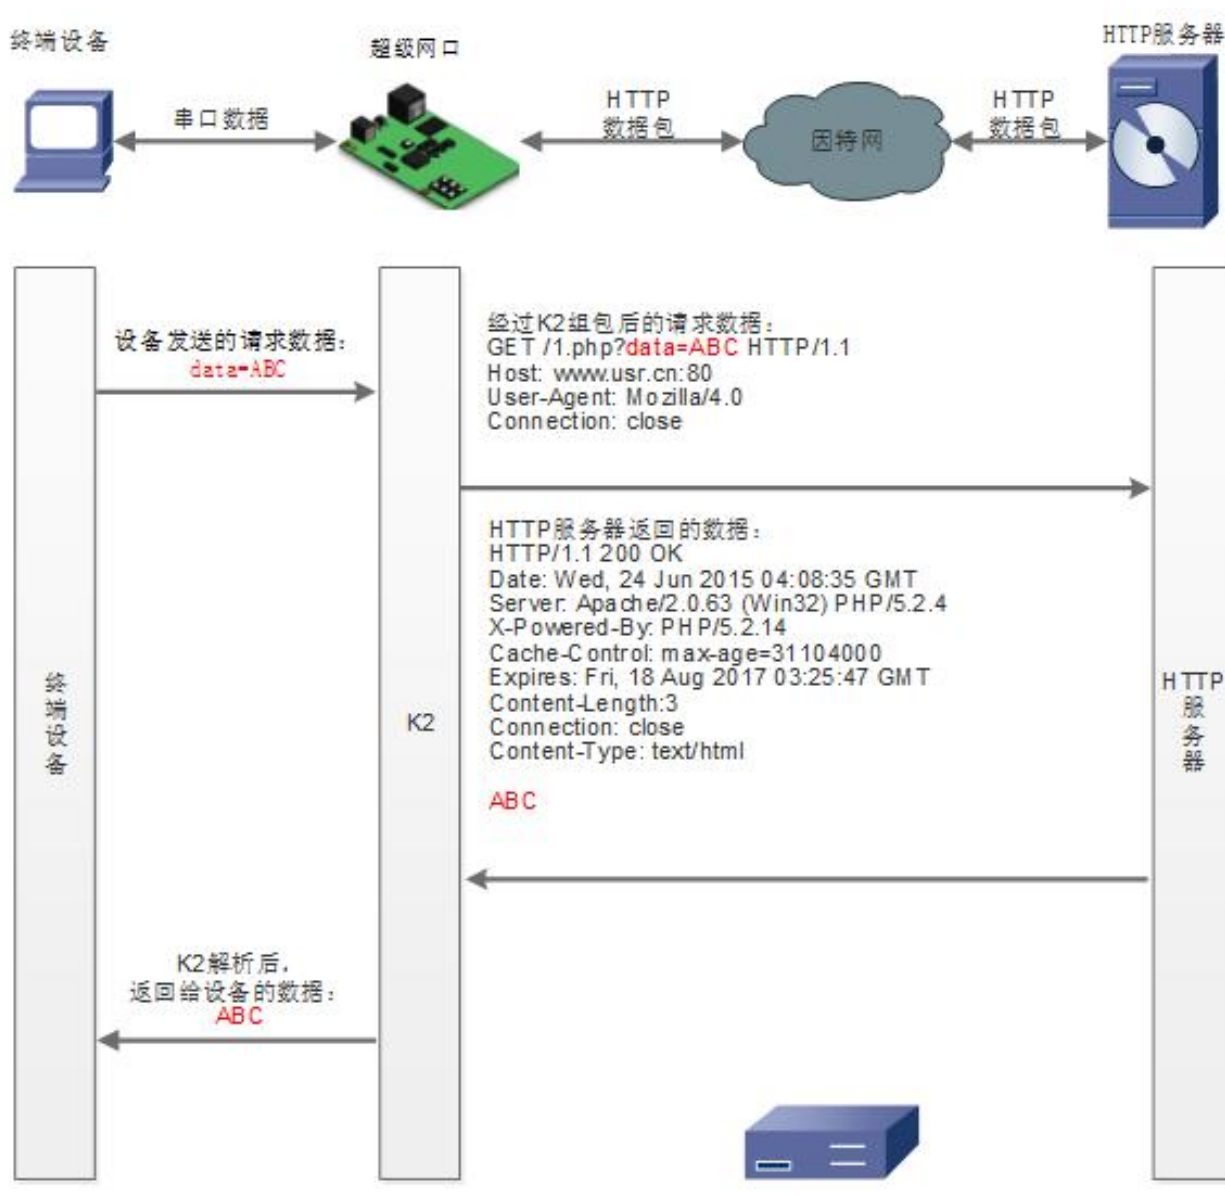 终端设备
超级网口
HTTP服务器
串口数据
HTTP
数据包
因特网
HTTP
数据包
设备发送的请求数据：
data=ABC
经过K2组包后的请求数据：
GET /1.php?data=ABC HTTP/1.1
Host: www.usr.cn:80
User-Agent: Mozilla/4.0
Connection: close
HTTP服务器返回的数据：
HTTP/1.1 200 OK
Date: Wed, 24 Jun 2015 04:08:35 GMT
Server: Apache/2.0.63 (Win32) PHP/5.2.4
X-Powered-By: PHP/5.2.14
Cache-Control: max-age=31104000
Expires: Fri, 18 Aug 2017 03:25:47 GMT
Content-Length:3
Connection: close
Content-Type: text/html
ABC
终端设备
K2
HTTP
服务器
K2解析后，
返回给设备的数据：
ABC